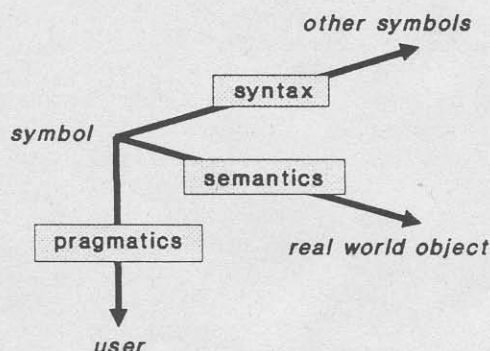 other symbols
syntax
symbol
semantics
pragmatics
real world object
user